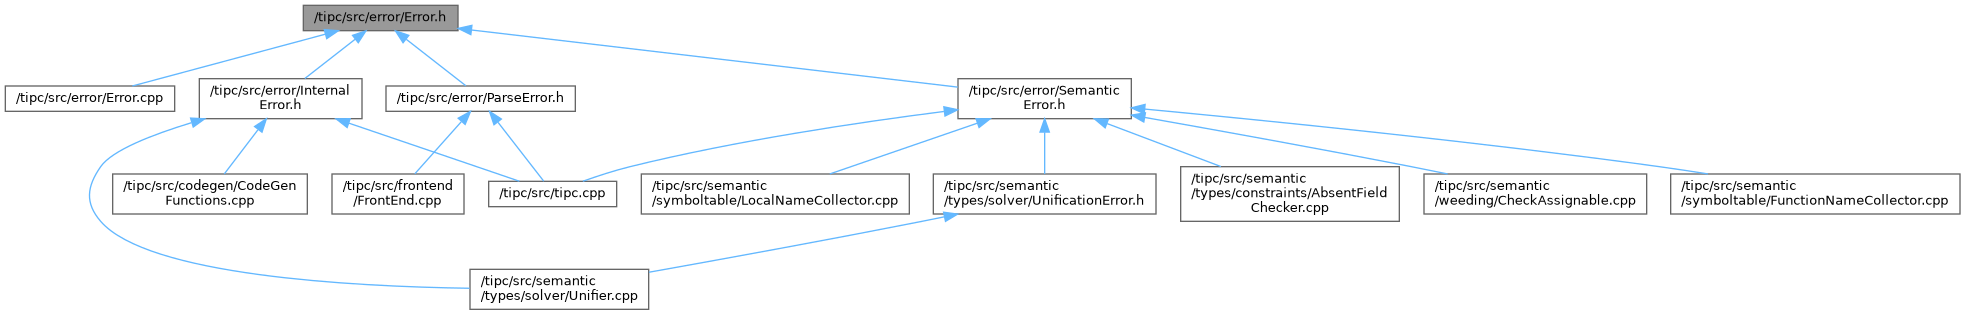 /tipc/src/error/Error.h
/tipc/src/error/Error.cpp
/tipc/src/error/Internal
Error.h
/tipc/src/error/ParseError.h
/tipc/src/error/Semantic
Error.h
/tipc/src/codegen/CodeGen
Functions.cpp
/tipc/src/frontend
/FrontEnd.cpp
/tipc/src/tipc.cpp
/tipc/src/semantic
/symboltable/LocalNameCollector.cpp
/tipc/src/semantic
/types/solver/UnificationError.h
/tipc/src/semantic
/types/constraints/AbsentField
Checker.cpp
/tipc/src/semantic
/weeding/CheckAssignable.cpp
/tipc/src/semantic
/symboltable/FunctionNameCollector.cpp
/tipc/src/semantic
/types/solver/Unifier.cpp